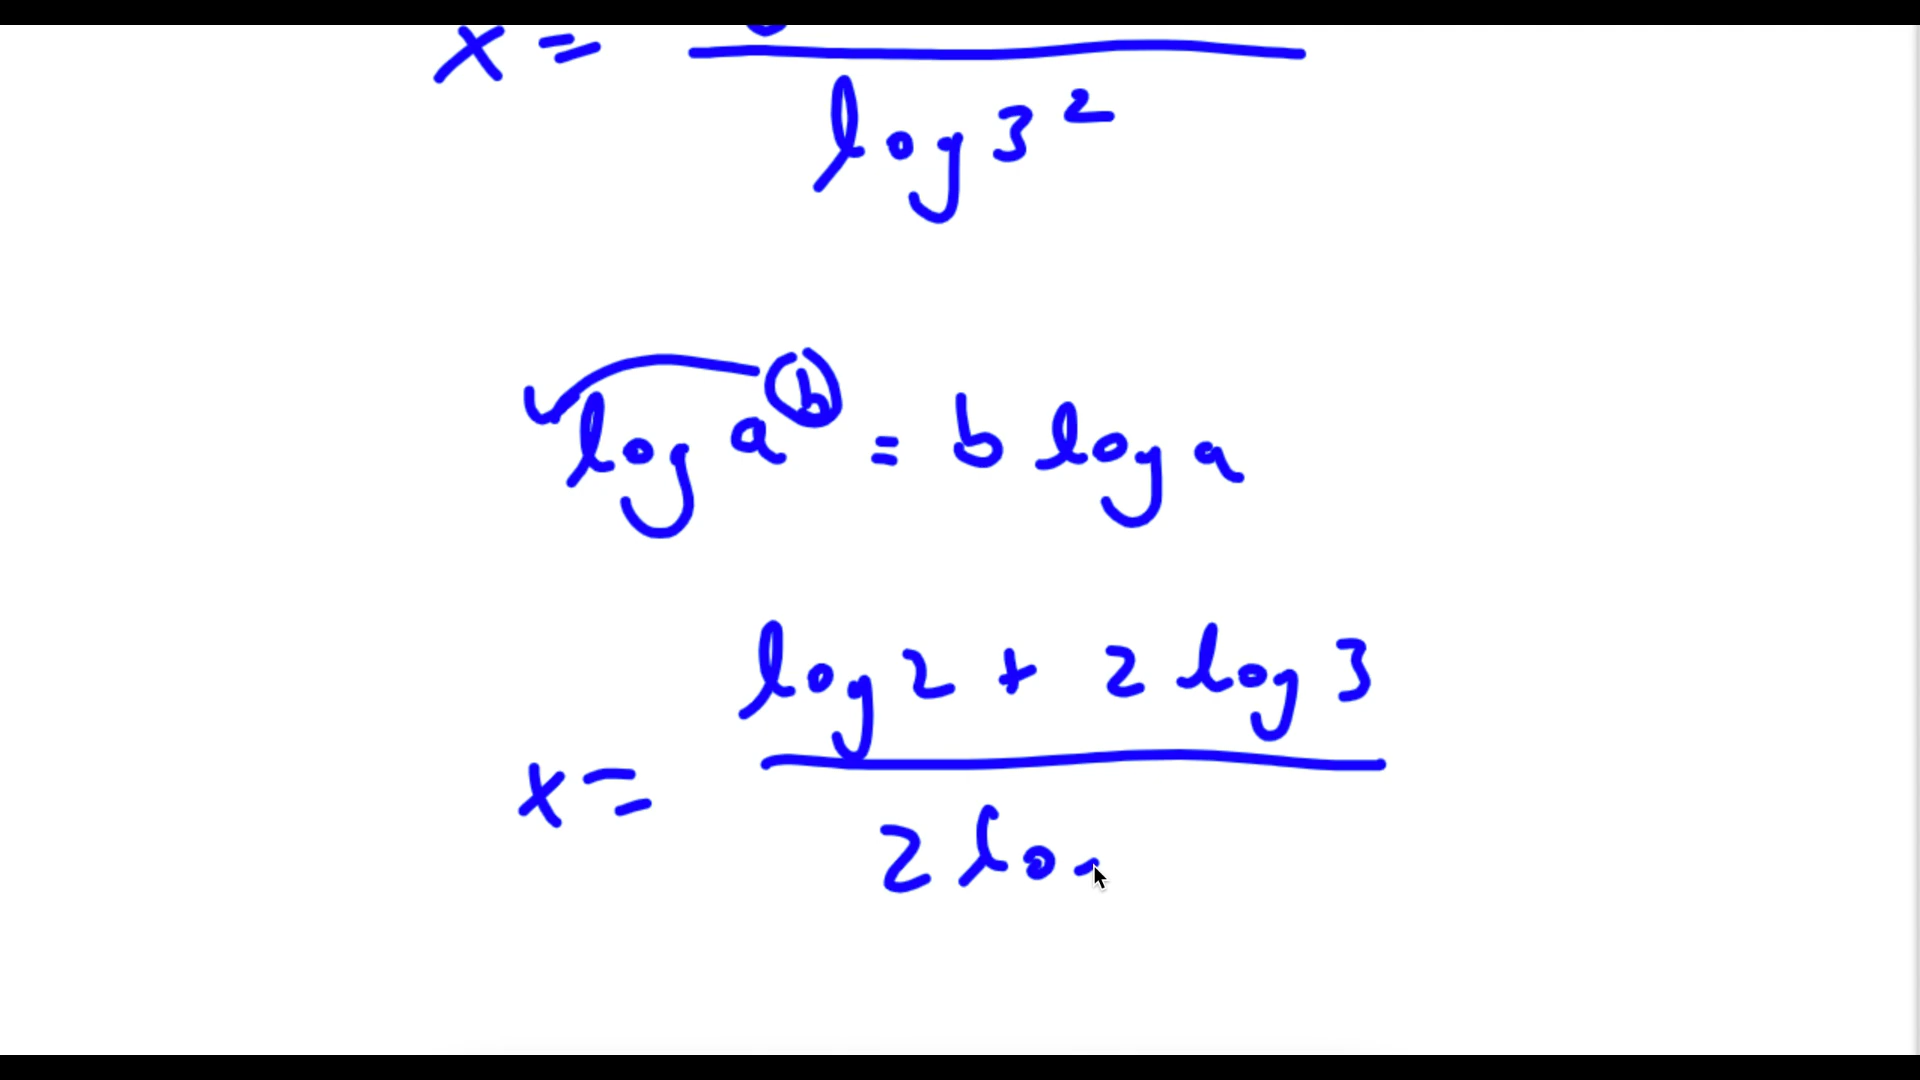 x =
log 3²
log a^b = b log a
log 2 + 2 log 3
x =
2 lo